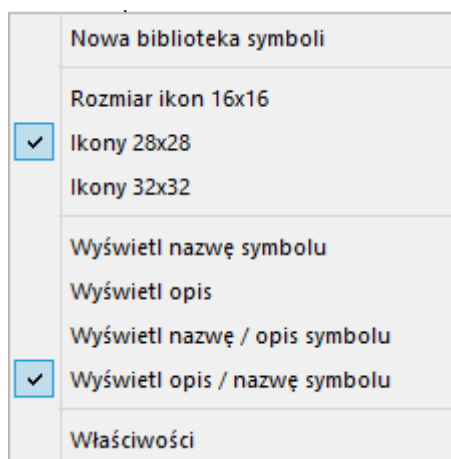 Nowa biblioteka symboli
Rozmiar ikon 16x16
Ikony 28x28
Ikony 32x32
Wyświetl nazwę symbolu
Wyświetl opis
Wyświetl nazwę / opis symbolu
Wyświetl opis / nazwę symbolu
Właściwości